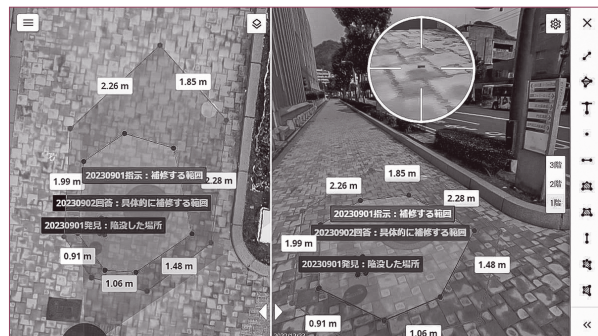 2.26 m
1.85 m
1.99 m
2.28 m
20230901指示：補修する範囲
20230902回答：具体的に補修する範囲
20230901発見：陥没した場所
0.91 m
1.48 m
1.06 m
1.85 m
2.26 m
2.28 m
20230901指示：補修する範囲
20230902回答：具体的に補修する範囲
1.99 m
20230901発見：陥没した場所
1.48 m
0.91 m
1.06 m
3階
2階
1階